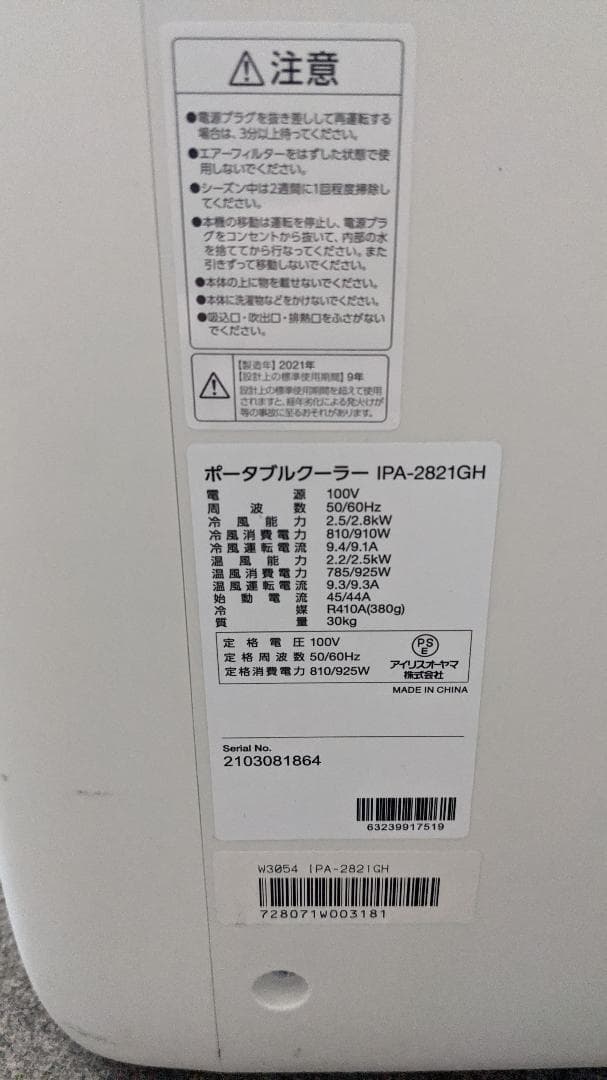 ⚠注意
●電源プラグを抜き差しして再運転する
場合は、3分以上待ってください。
●エアーフィルターをはずした状態で使
用しないでください。
●シーズン中は2週間に1回程度掃除し
てください。
●本機の移動は運転を停止し、電源プラ
グをコンセントから抜いて、内部の水
を捨ててから行なってください。また
引きずって移動しないでください。
●本体の上に物を載せないでください。
●本体に洗濯物などをかけないでください。
●吸込口・吹出口・排熱口をふさがない
でください。
【製造年】2021年
【設計上の標準使用期間】9年
設計上の標準使用期間を超えて使用
されますと、経年劣化による発火けが
等の事故に至るおそれがあります。
ポータブルクーラー IPA-2821GH
電源 100V
周波数 50/60Hz
冷風能力 2.5/2.8kW
冷風消費電力 810/910W
冷風運転電流 9.4/9.1A
温風能力 2.2/2.5kW
温風消費電力 785/925W
温風運転電流 9.3/9.3A
始動電流 45/44A
冷媒 R410A(380g)
質量 30kg
定格電圧 100V
定格周波数 50/60Hz
定格消費電力 810/925W
PS
E
アイリスオーヤマ
株式会社
MADE IN CHINA
Serial No.
2103081864
63239917519
W3054 IPA-2821GH
728071W003181